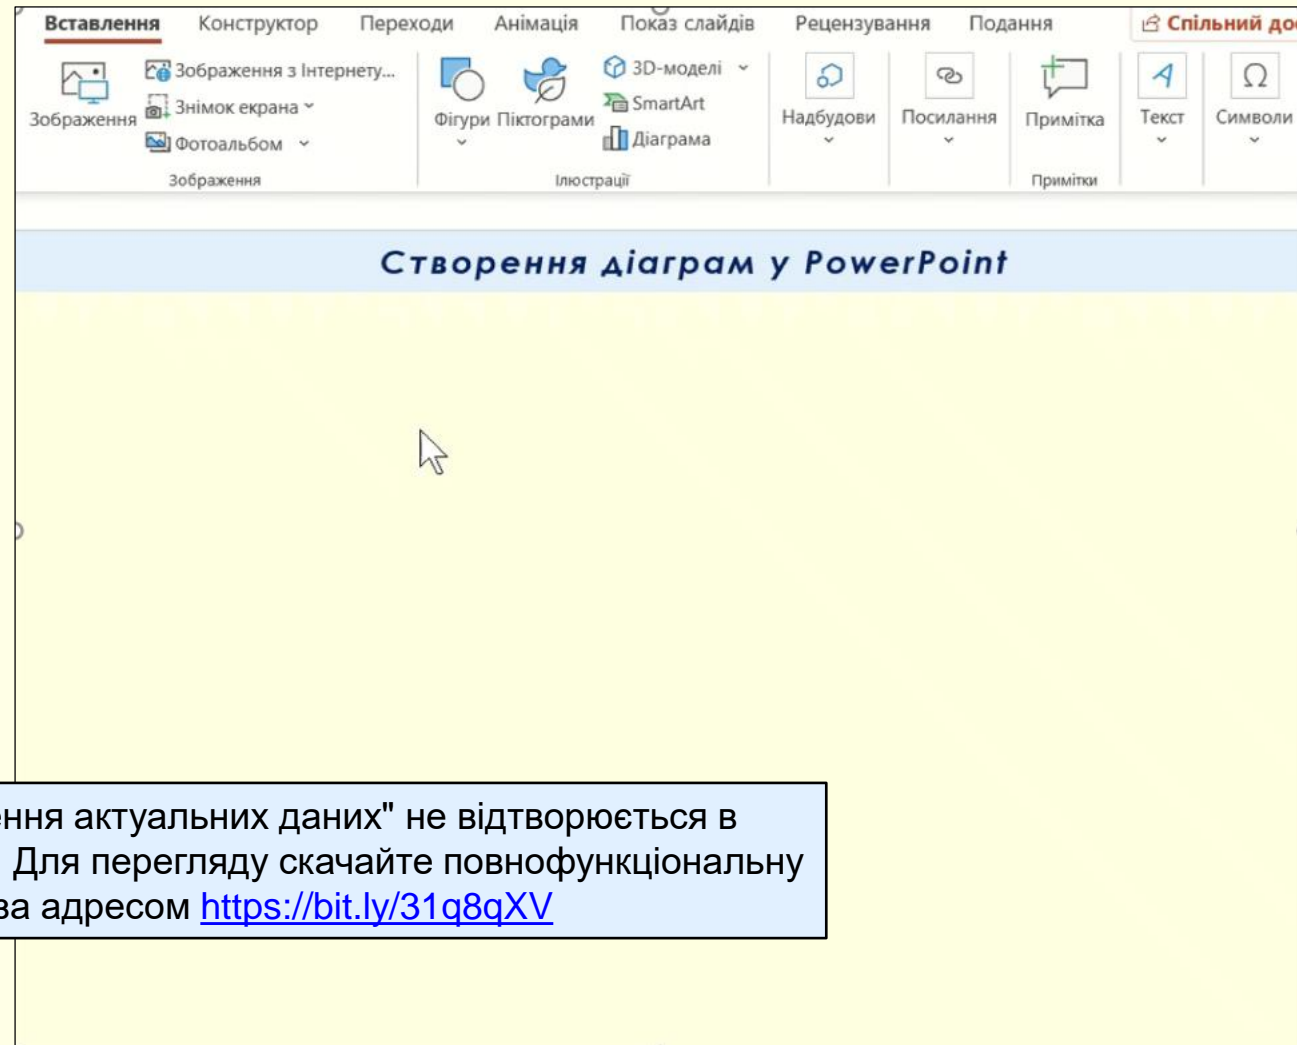 Вставлення Конструктор Переходи Анімація Показ слайдів Рецензування Подання Спільний
Зображення з Інтернету... 3D-моделі
Знімок екрана SmartArt
Зображення Фігури Піктограми Надбудови Посилання Примітка Текст Символи
Фотоальбом Діаграма
Зображення Ілюстрації Примітки
Створення діаграм у PowerPoint
актуальних даних" не відтворюється в
Для перегляду скачайте повнофункціональну
за адресом https://bit.ly/31q8qXV